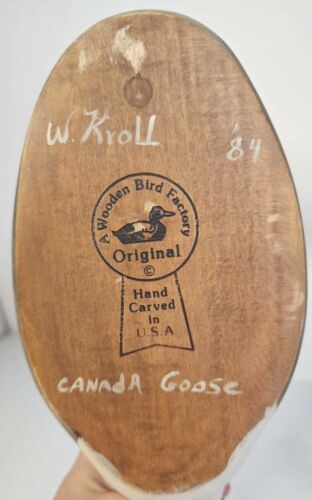 W. Kroll '84
A Wooden Bird Factory
Original
©
Hand
Carved
in
U.S.A
CANADA GOOSE